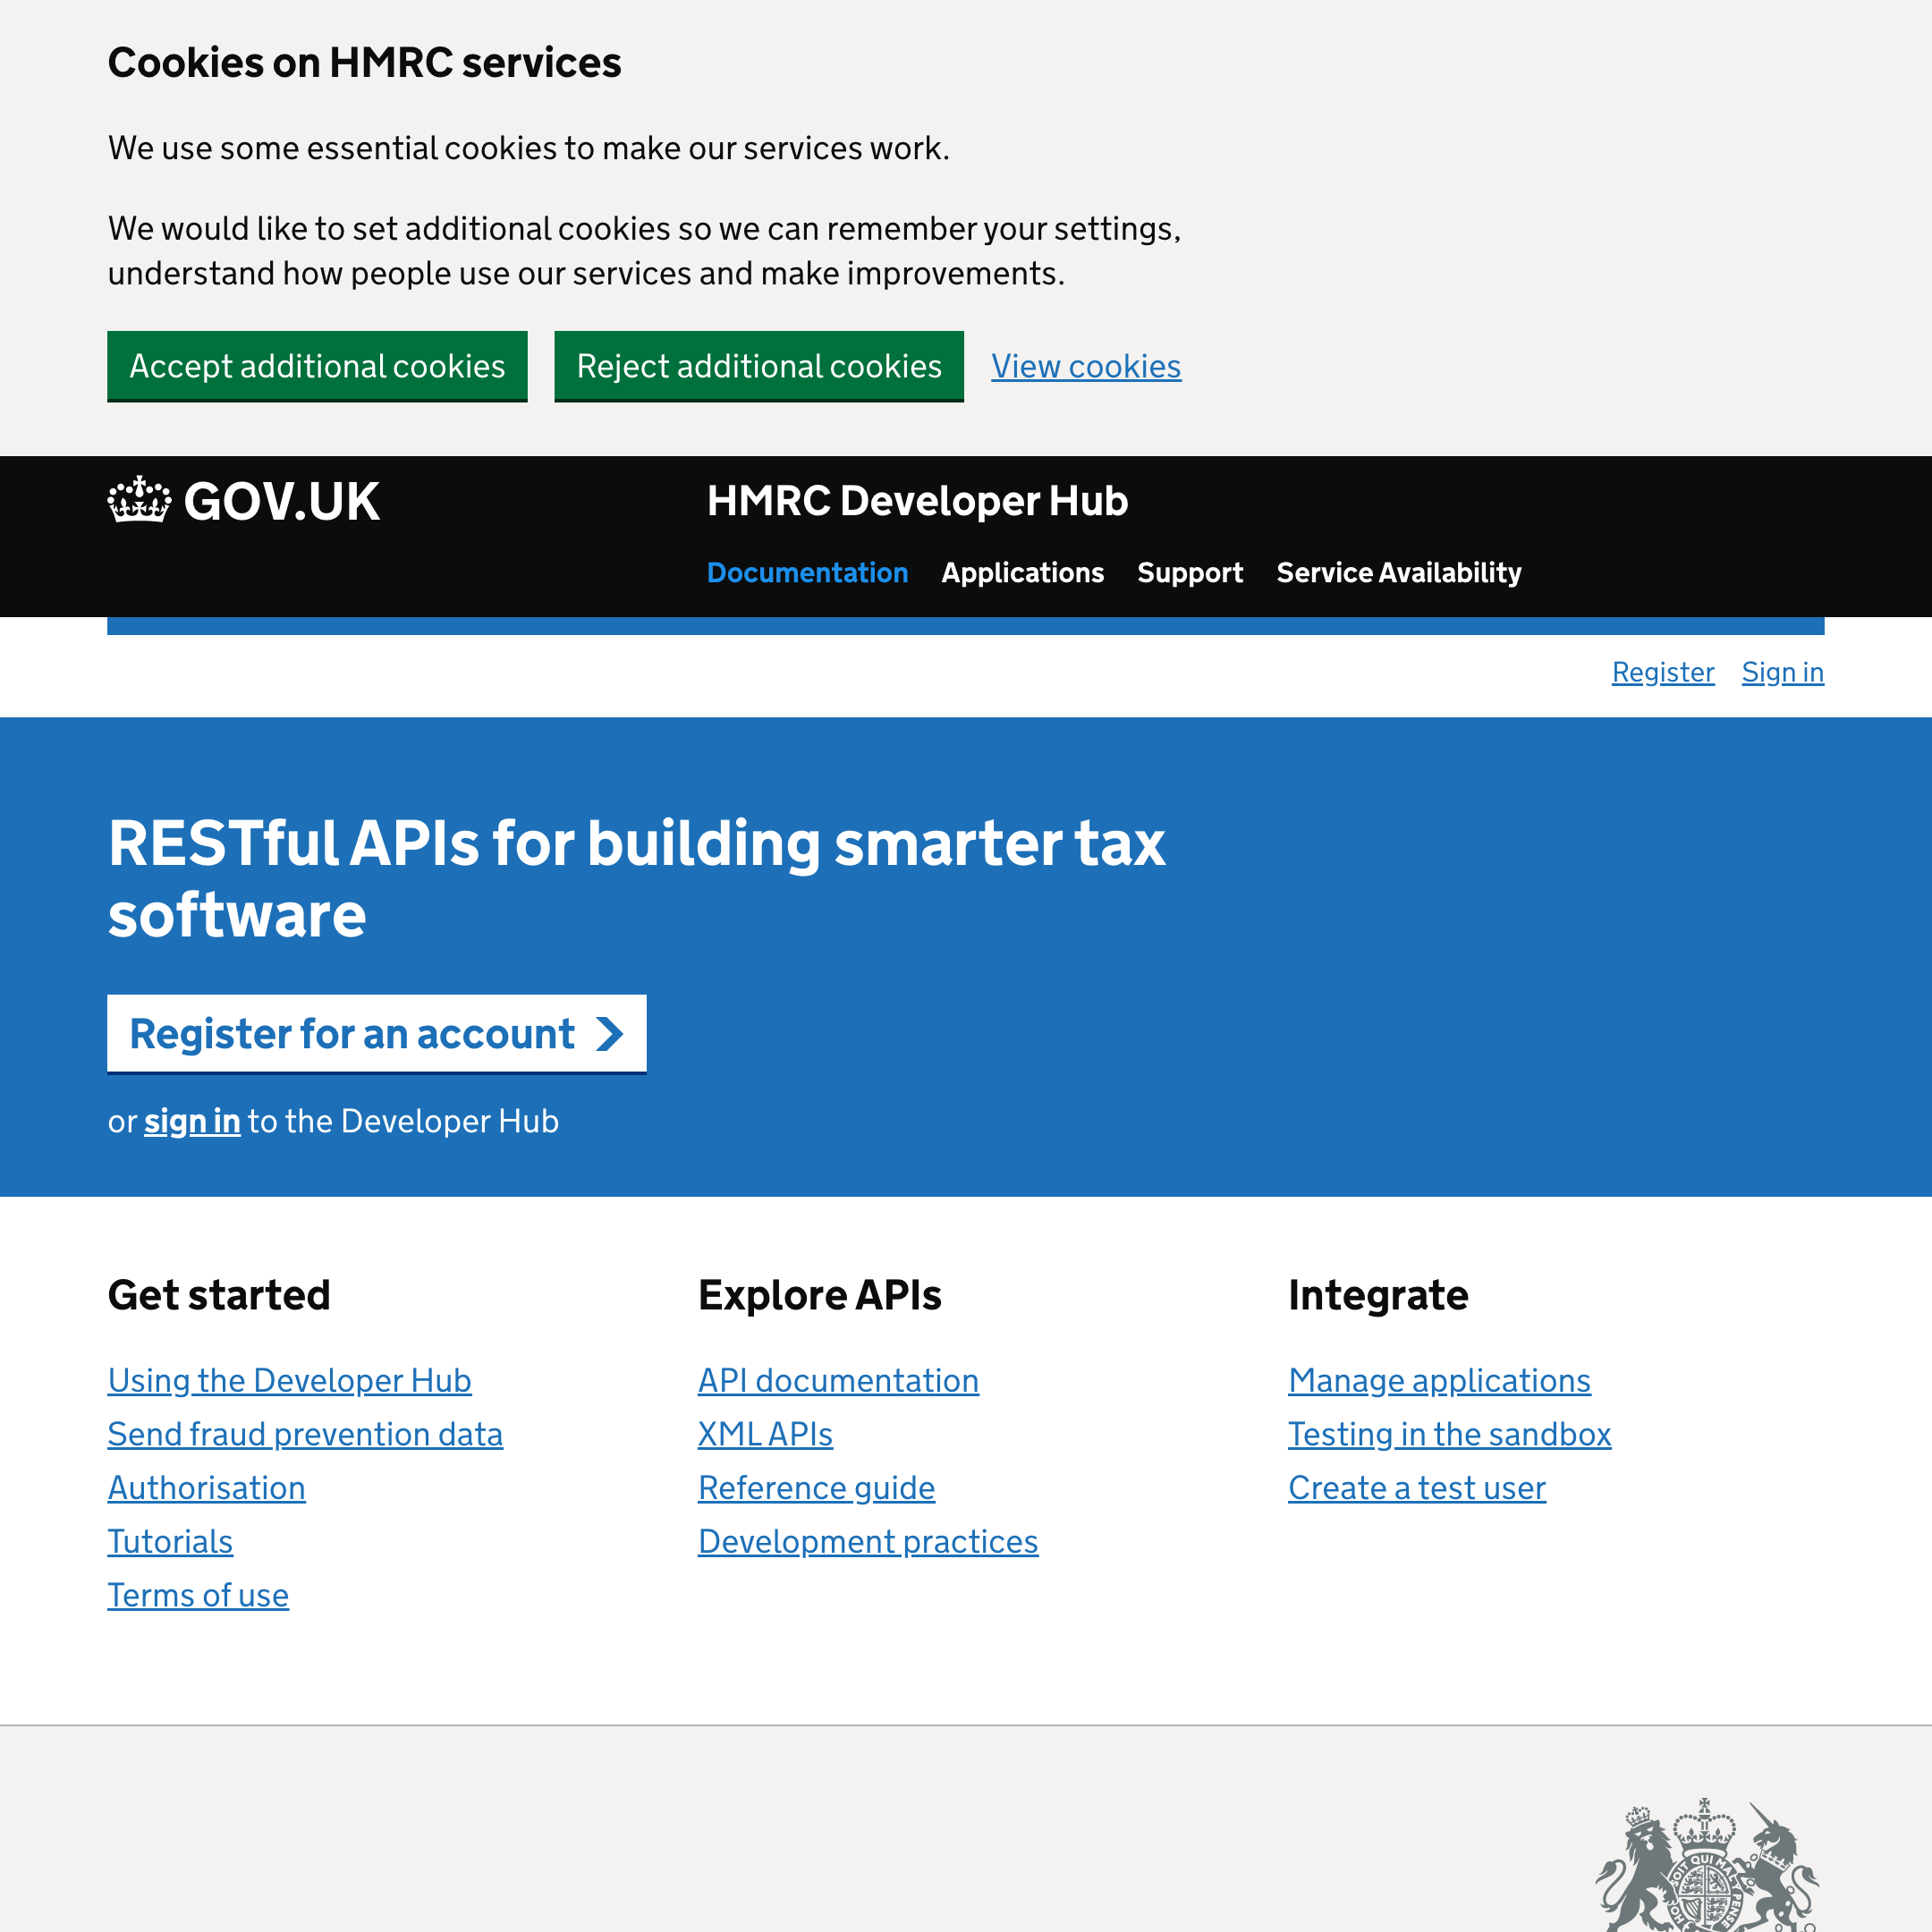 Cookies on HMRC services
We use some essential cookies to make our services work.
We would like to set additional cookies so we can remember your settings,
understand how people use our services and make improvements.
Accept additional cookies
Reject additional cookies
View cookies
GOV.UK
HMRC Developer Hub
Documentation
Applications
Support
Service Availability
Register
Sign in
RESTful APIs for building smarter tax
software
Register for an account
or sign in to the Developer Hub
Get started
Using the Developer Hub
Send fraud prevention data
Authorisation
Tutorials
Terms of use
Explore APIs
API documentation
XML APIs
Reference guide
Development practices
Integrate
Manage applications
Testing in the sandbox
Create a test user